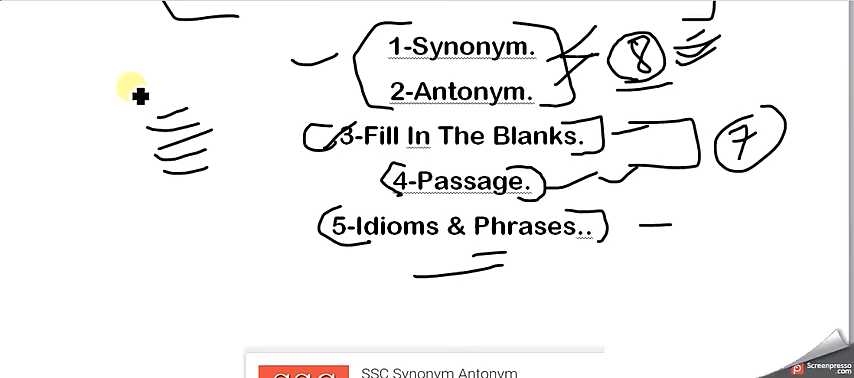 1-Synonym.
8
2-Antonym.
3-Fill In The Blanks.
7
4-Passage.
5-Idioms & Phrases..
SSC Synonym Antonym
Screenpresso
.com